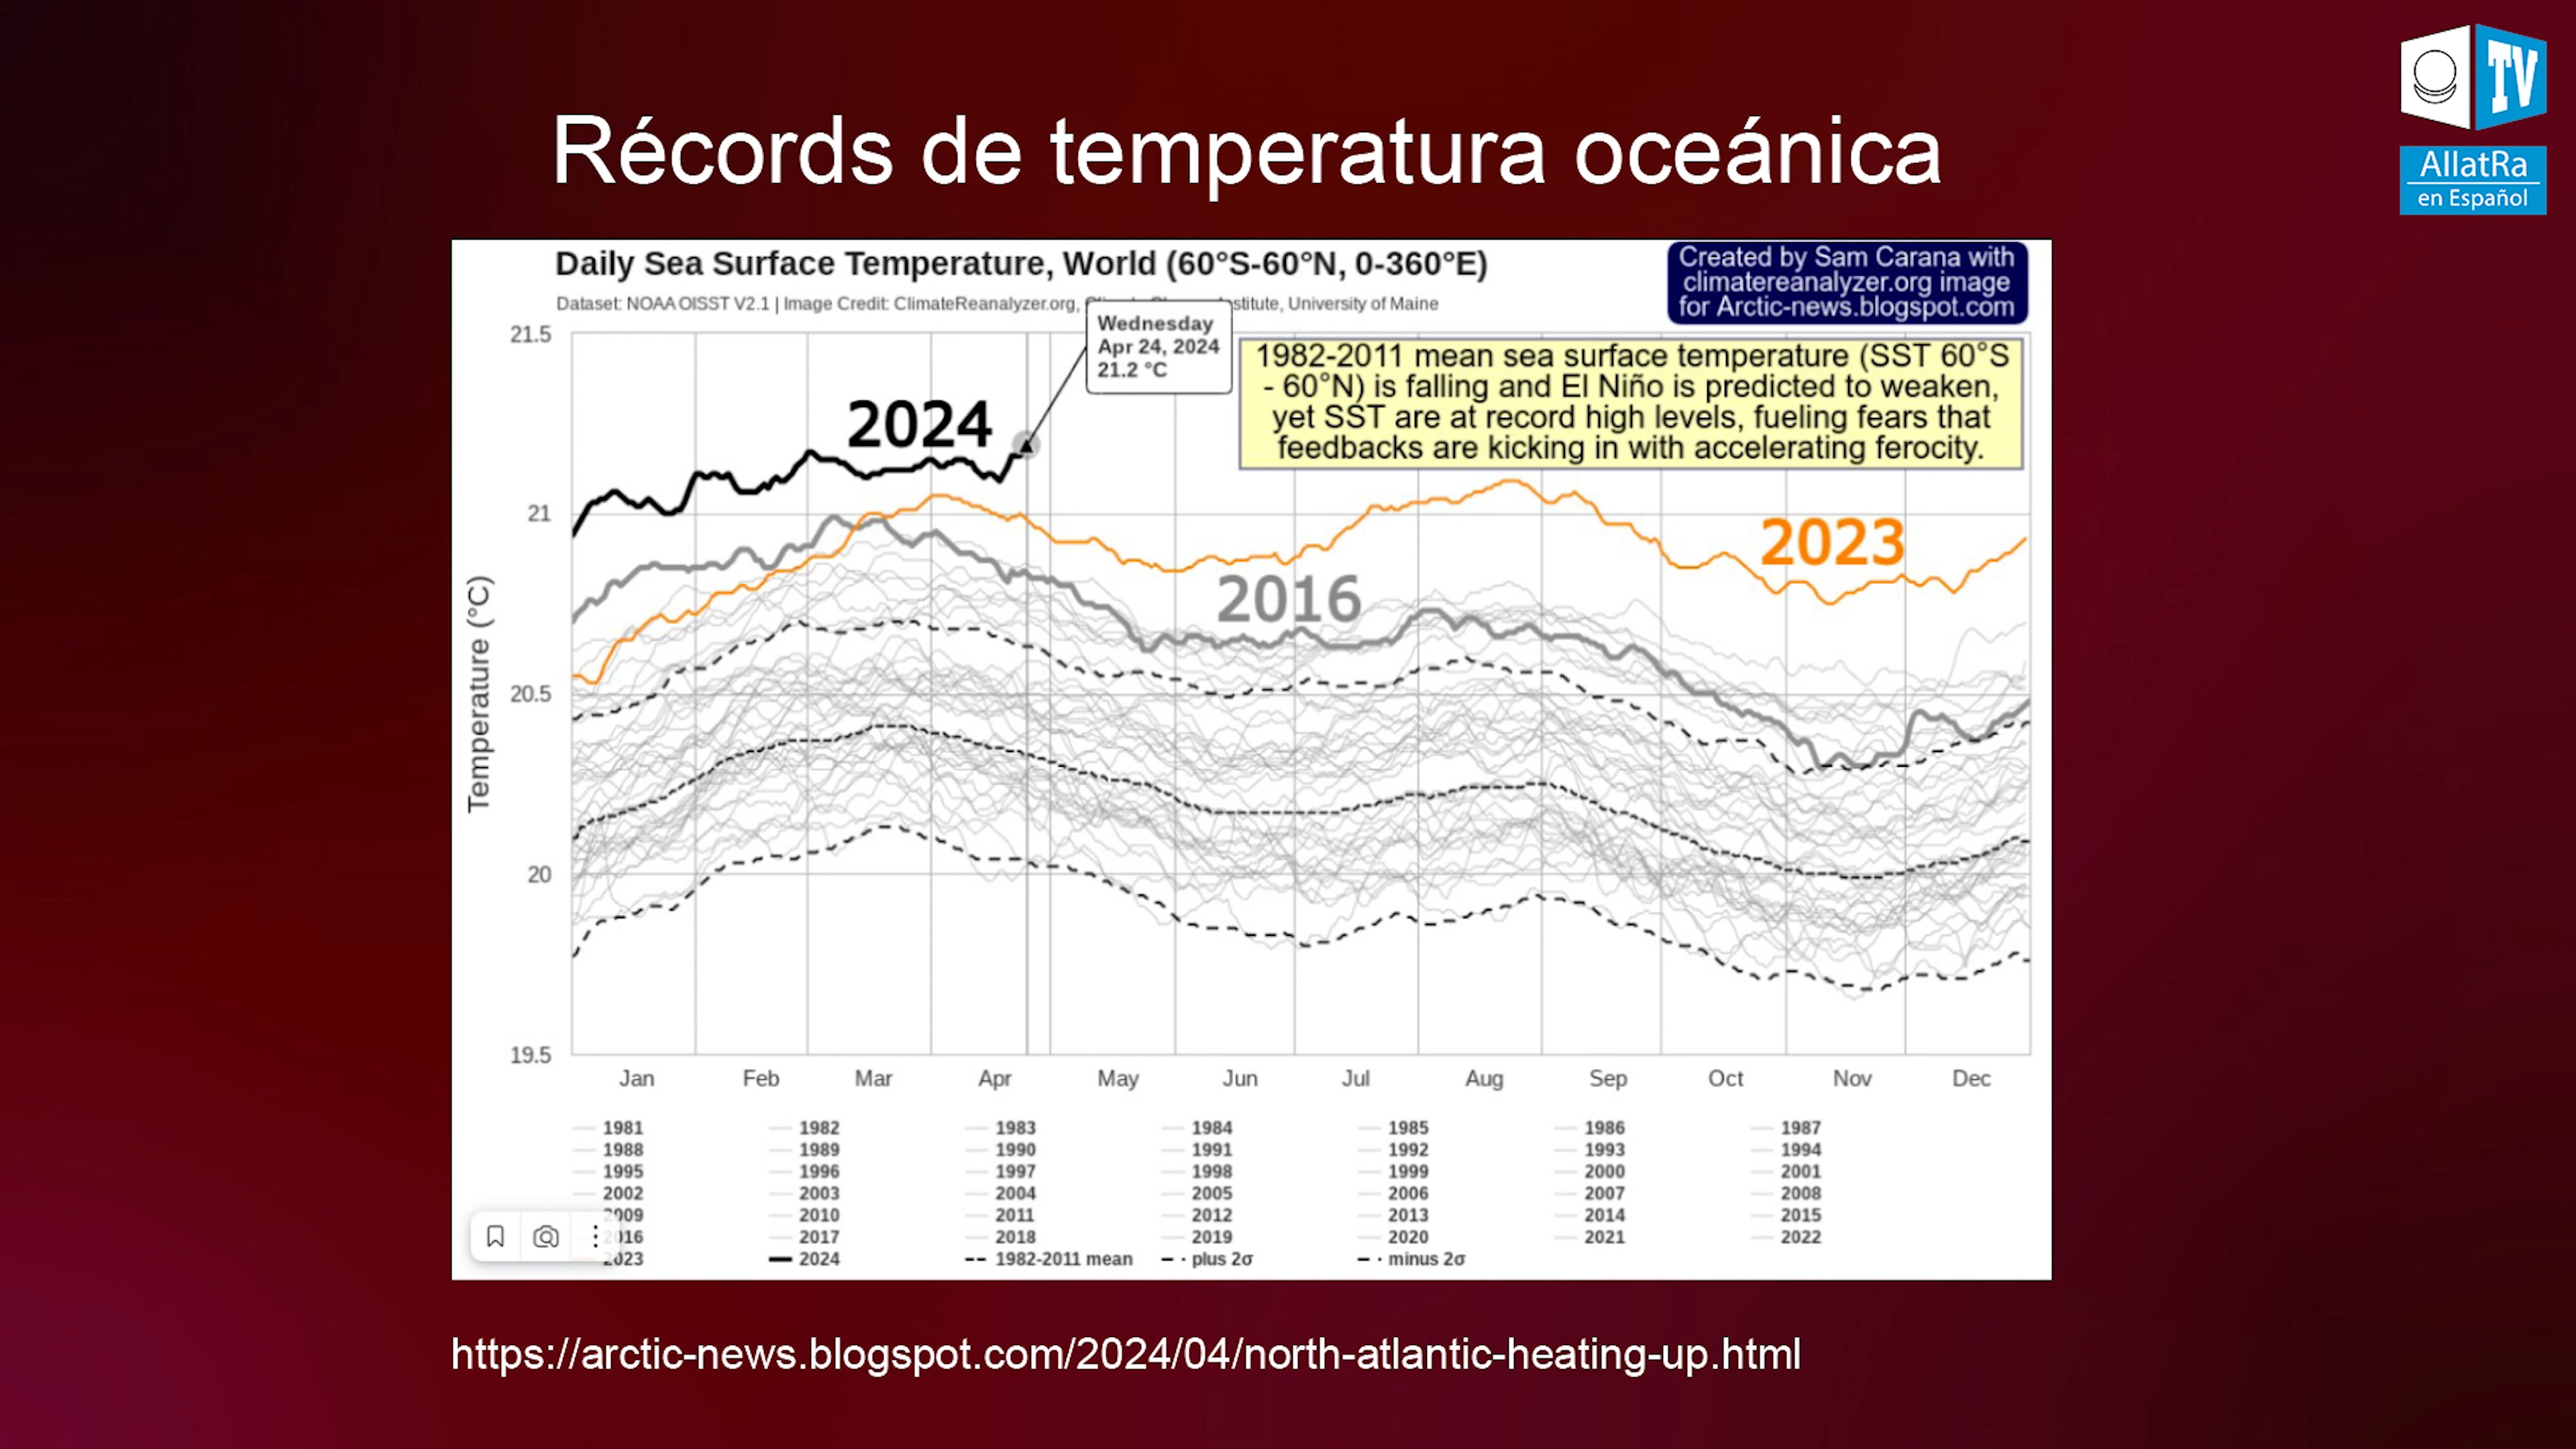 TV
AllatRa
en Español
Récords de temperatura oceánica
Daily Sea Surface Temperature, World (60°S-60°N, 0-360°E)
Dataset: NOAA OISST V2.1 | Image Credit: ClimateReanalyzer.org, University of Maine
Created by Sam Carana with
climatereanalyzer.org image
for Arctic-news.blogspot.com
Wednesday
Apr 24, 2024
21.2 °C
1982-2011 mean sea surface temperature (SST 60°S
- 60°N) is falling and El Niño is predicted to weaken,
yet SST are at record high levels, fueling fears that
feedbacks are kicking in with accelerating ferocity.
2024
2023
2016
Temperature (°C)
21.5
21
20.5
20
19.5
Jan Feb Mar Apr May Jun Jul Aug Sep Oct Nov Dec
1981 1982 1983 1984 1985 1986 1987
1988 1989 1990 1991 1992 1993 1994
1995 1996 1997 1998 1999 2000 2001
2002 2003 2004 2005 2006 2007 2008
2009 2010 2011 2012 2013 2014 2015
2016 2017 2018 2019 2020 2021 2022
2023 2024 1982-2011 mean plus 2σ minus 2σ
https://arctic-news.blogspot.com/2024/04/north-atlantic-heating-up.html